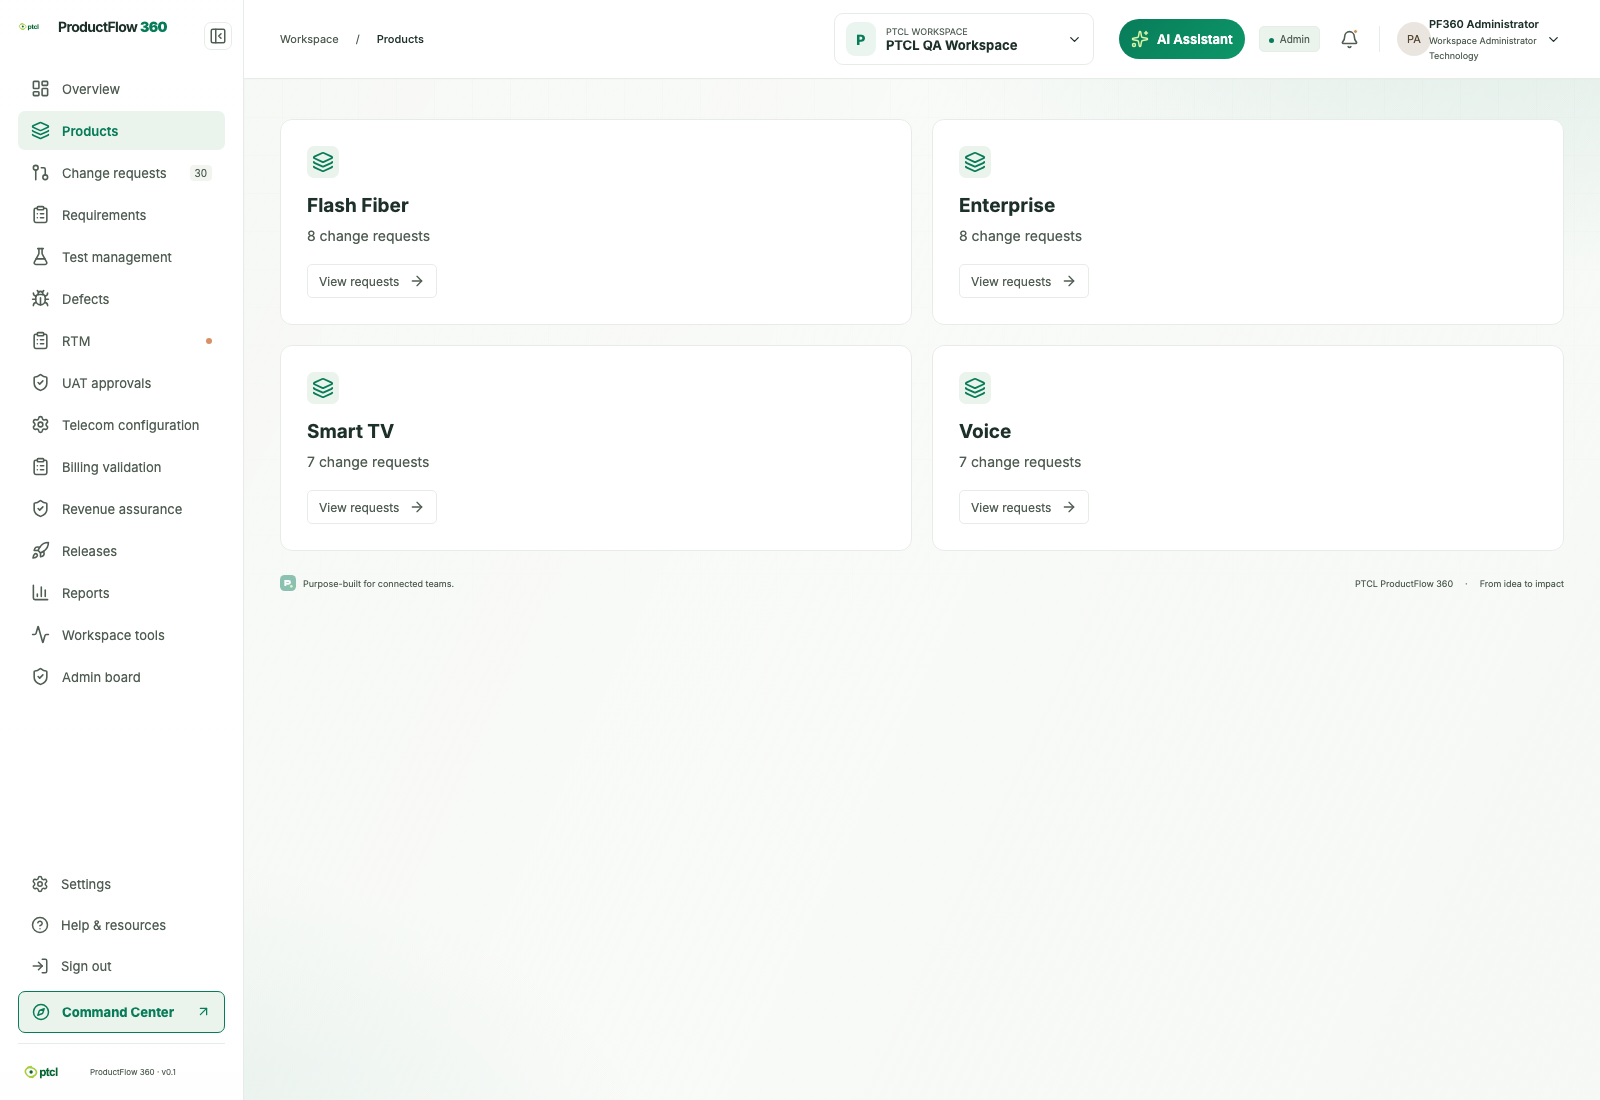 ptcl
ProductFlow 360
Overview
Products
Change requests 30
Requirements
Test management
Defects
RTM
UAT approvals
Telecom configuration
Billing validation
Revenue assurance
Releases
Reports
Workspace tools
Admin board
Settings
Help & resources
Sign out
Command Center
ptcl
ProductFlow 360 · v0.1
Workspace / Products
P
PTCL WORKSPACE
PTCL QA Workspace
AI Assistant
Admin
PA
PF360 Administrator
Workspace Administrator
Technology
Flash Fiber
8 change requests
View requests
Enterprise
8 change requests
View requests
Smart TV
7 change requests
View requests
Voice
7 change requests
View requests
Purpose-built for connected teams.
PTCL ProductFlow 360 · From idea to impact